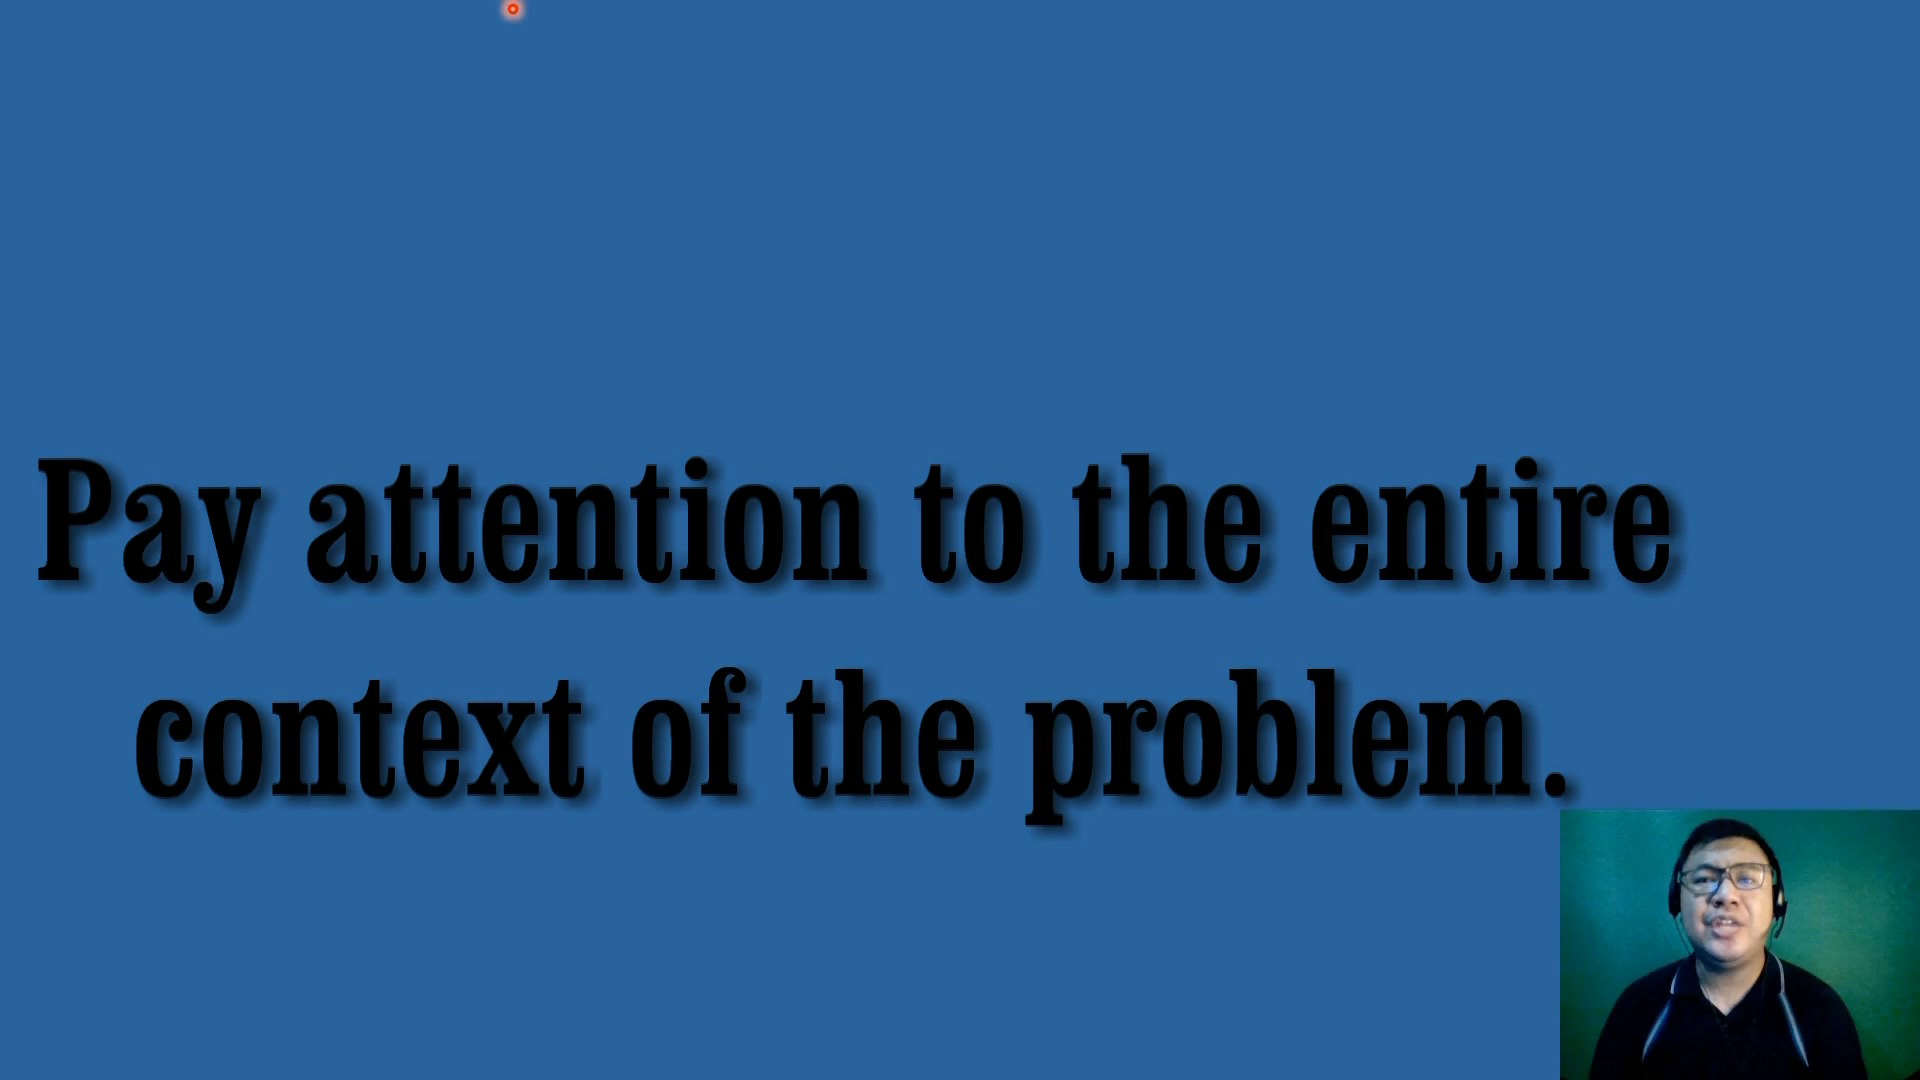 Pay attention to the entire
context of the problem.